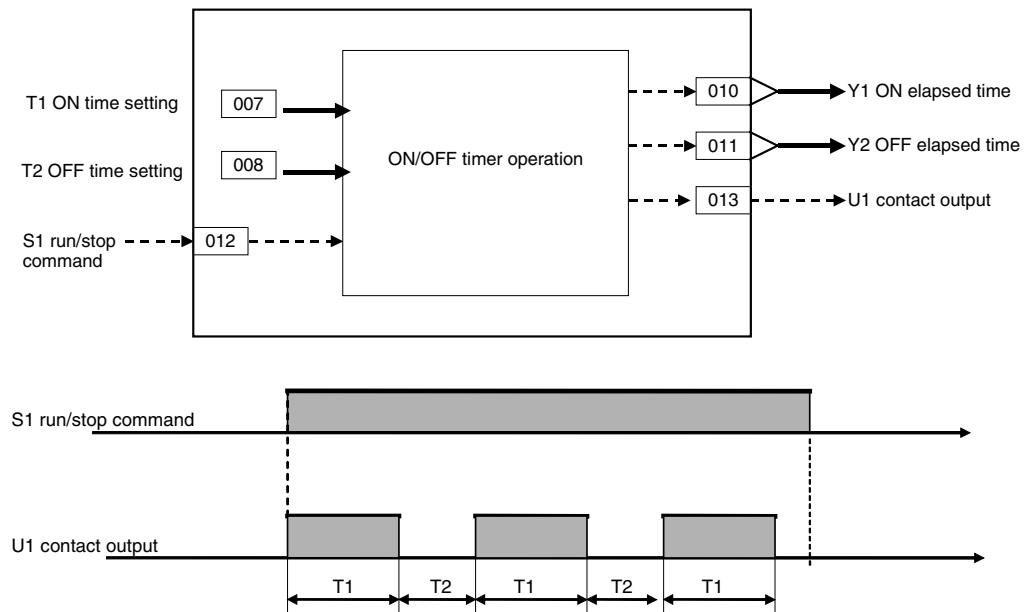 T1 ON time setting
007
T2 OFF time setting
008
S1 run/stop
command
012
ON/OFF timer operation
010
Y1 ON elapsed time
011
Y2 OFF elapsed time
013
U1 contact output
S1 run/stop command
U1 contact output
T1 T2 T1 T2 T1